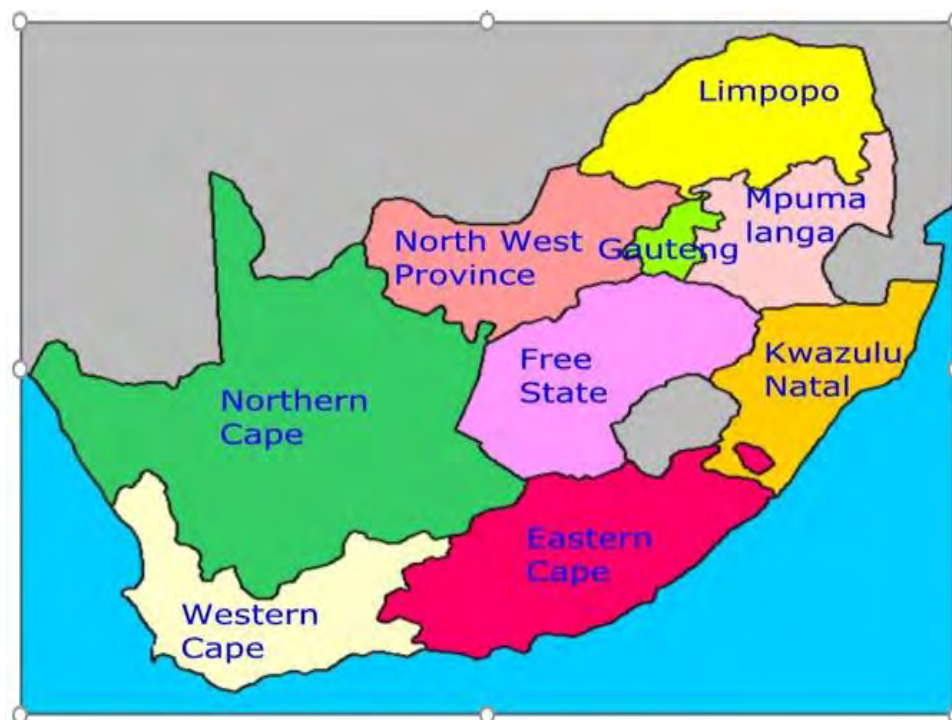 Limpopo
Mpuma
langa
North West
Province
Gauteng
Free
State
Kwazulu
Natal
Northern
Cape
Eastern
Cape
Western
Cape